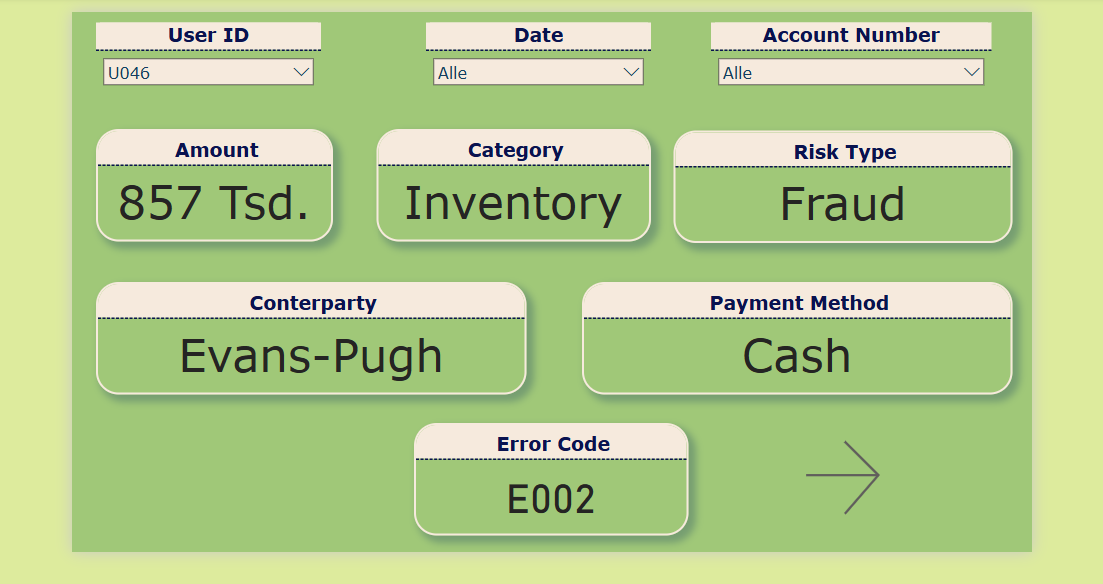 User ID
Date
Account Number
U046
Alle
Alle
Amount
Category
Risk Type
857 Tsd.
Inventory
Fraud
Conterparty
Payment Method
Evans-Pugh
Cash
Error Code
E002